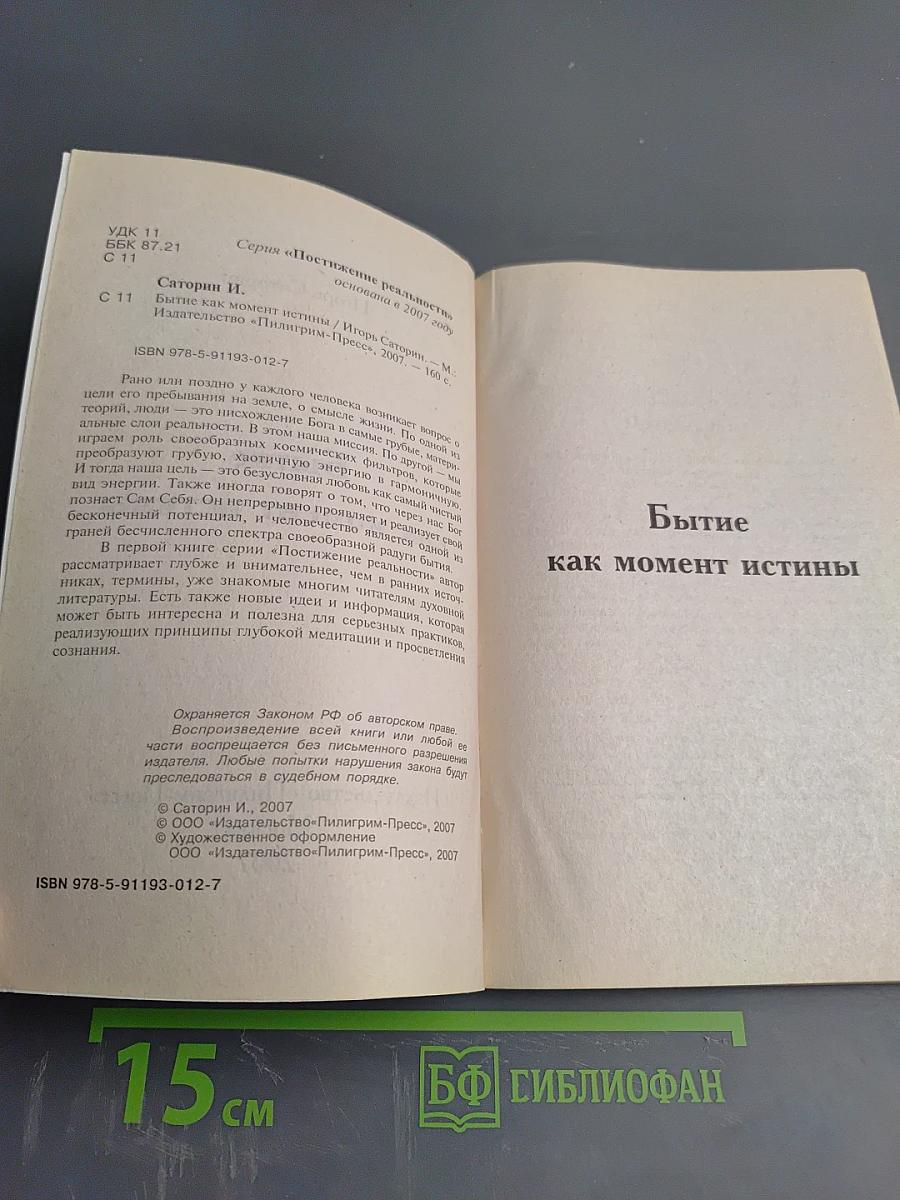 УДК 11
ББК 87.21
С 11
Серия «Постижение реальности»
основана в 2007 году
Саторин И.
С 11 Бытие как момент истины / Игорь Саторин. — М.:
Издательство «Пилигрим-Пресс», 2007. — 160 с.
ISBN 978-5-91193-012-7
Рано или поздно у каждого человека возникает вопрос о
цели его пребывания на земле, о смысле жизни. По одной из
теорий, люди — это нисхождение Бога в самые грубые, матери-
альные слои реальности. В этом наша миссия. По другой — мы
играем роль своеобразных космических фильтров, которые
преобразуют грубую, хаотичную энергию в гармоничную.
И тогда наша цель — это безусловная любовь как самый чистый
вид энергии. Также иногда говорят о том, что через нас Бог
познает Сам Себя. Он непрерывно проявляет и реализует свой
бесконечный потенциал, и человечество является одной из
граней бесчисленного спектра своеобразной радуги бытия.
В первой книге серии «Постижение реальности» автор
рассматривает глубже и внимательнее, чем в ранних источ-
никах, термины, уже знакомые многим читателям духовной
литературы. Есть также новые идеи и информация, которая
может быть интересна и полезна для серьезных практиков,
реализующих принципы глубокой медитации и просветления
сознания.
Охраняется Законом РФ об авторском праве.
Воспроизведение всей книги или любой ее
части воспрещается без письменного разрешения
издателя. Любые попытки нарушения закона будут
преследоваться в судебном порядке.
© Саторин И., 2007
© ООО «Издательство«Пилигрим-Пресс», 2007
© Художественное оформление
ООО «Издательство«Пилигрим-Пресс», 2007
ISBN 978-5-91193-012-7
Бытие
как момент истины
15 см
БФ БИБЛИОФАН